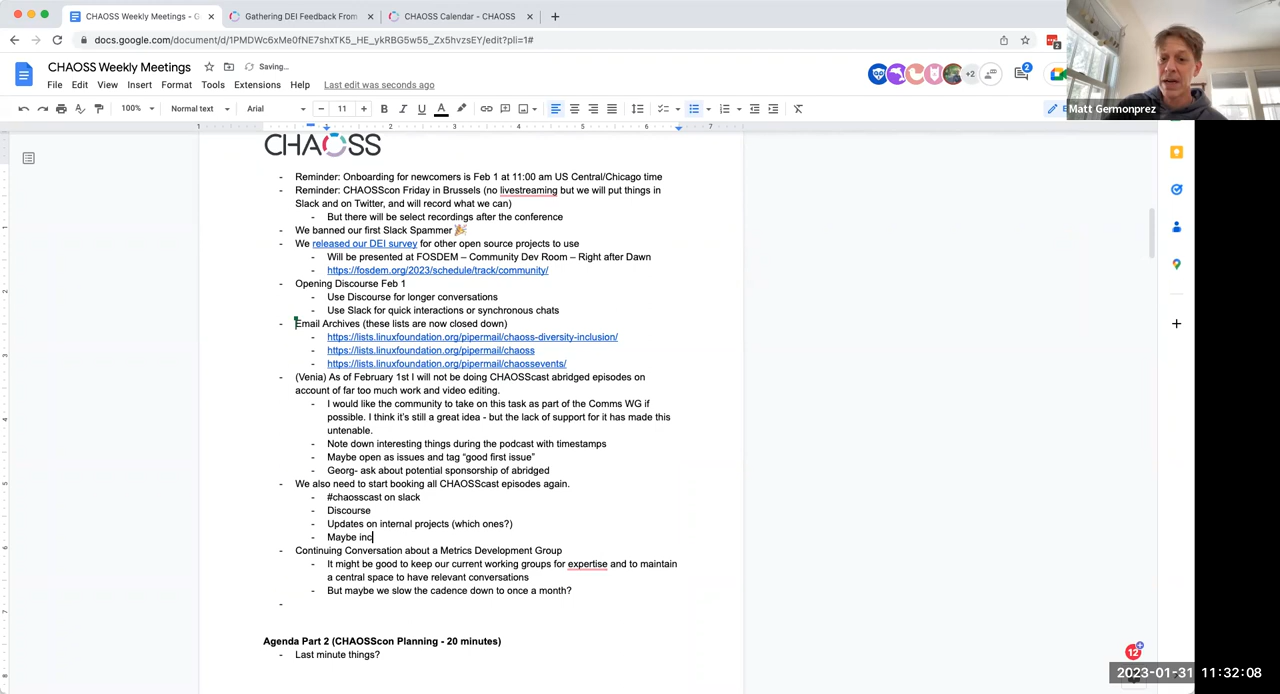 CHAOSS Weekly Meetings - G
Gathering DEI Feedback From
CHAOSS Calendar - CHAOSS
docs.google.com/document/d/1PMDWc6xMe0fNE7shxTK5_HE_ykRBG5w55_Zx5hvzsEY/edit?pli=1#
2
CHAOSS Weekly Meetings
Saving...
File Edit View Insert Format Tools Extensions Help Last edit was seconds ago
+2
2
100% Normal text Arial 11
Matt Germonprez
1 2 3 4 5 6 7
CHAOSS
- Reminder: Onboarding for newcomers is Feb 1 at 11:00 am US Central/Chicago time
- Reminder: CHAOSScon Friday in Brussels (no livestreaming but we will put things in
Slack and on Twitter, and will record what we can)
- But there will be select recordings after the conference
- We banned our first Slack Spammer 🎉
- We released our DEI survey for other open source projects to use
- Will be presented at FOSDEM – Community Dev Room – Right after Dawn
- https://fosdem.org/2023/schedule/track/community/
- Opening Discourse Feb 1
- Use Discourse for longer conversations
- Use Slack for quick interactions or synchronous chats
- Email Archives (these lists are now closed down)
- https://lists.linuxfoundation.org/pipermail/chaoss-diversity-inclusion/
- https://lists.linuxfoundation.org/pipermail/chaoss
- https://lists.linuxfoundation.org/pipermail/chaossevents/
- (Venia) As of February 1st I will not be doing CHAOSScast abridged episodes on
account of far too much work and video editing.
- I would like the community to take on this task as part of the Comms WG if
possible. I think it's still a great idea - but the lack of support for it has made this
untenable.
- Note down interesting things during the podcast with timestamps
- Maybe open as issues and tag “good first issue”
- Georg- ask about potential sponsorship of abridged
- We also need to start booking all CHAOSScast episodes again.
- #chaosscast on slack
- Discourse
- Updates on internal projects (which ones?)
- Maybe inc
- Continuing Conversation about a Metrics Development Group
- It might be good to keep our current working groups for expertise and to maintain
a central space to have relevant conversations
- But maybe we slow the cadence down to once a month?
-
Agenda Part 2 (CHAOSScon Planning - 20 minutes)
- Last minute things?
12
2023-01-31 11:32:08